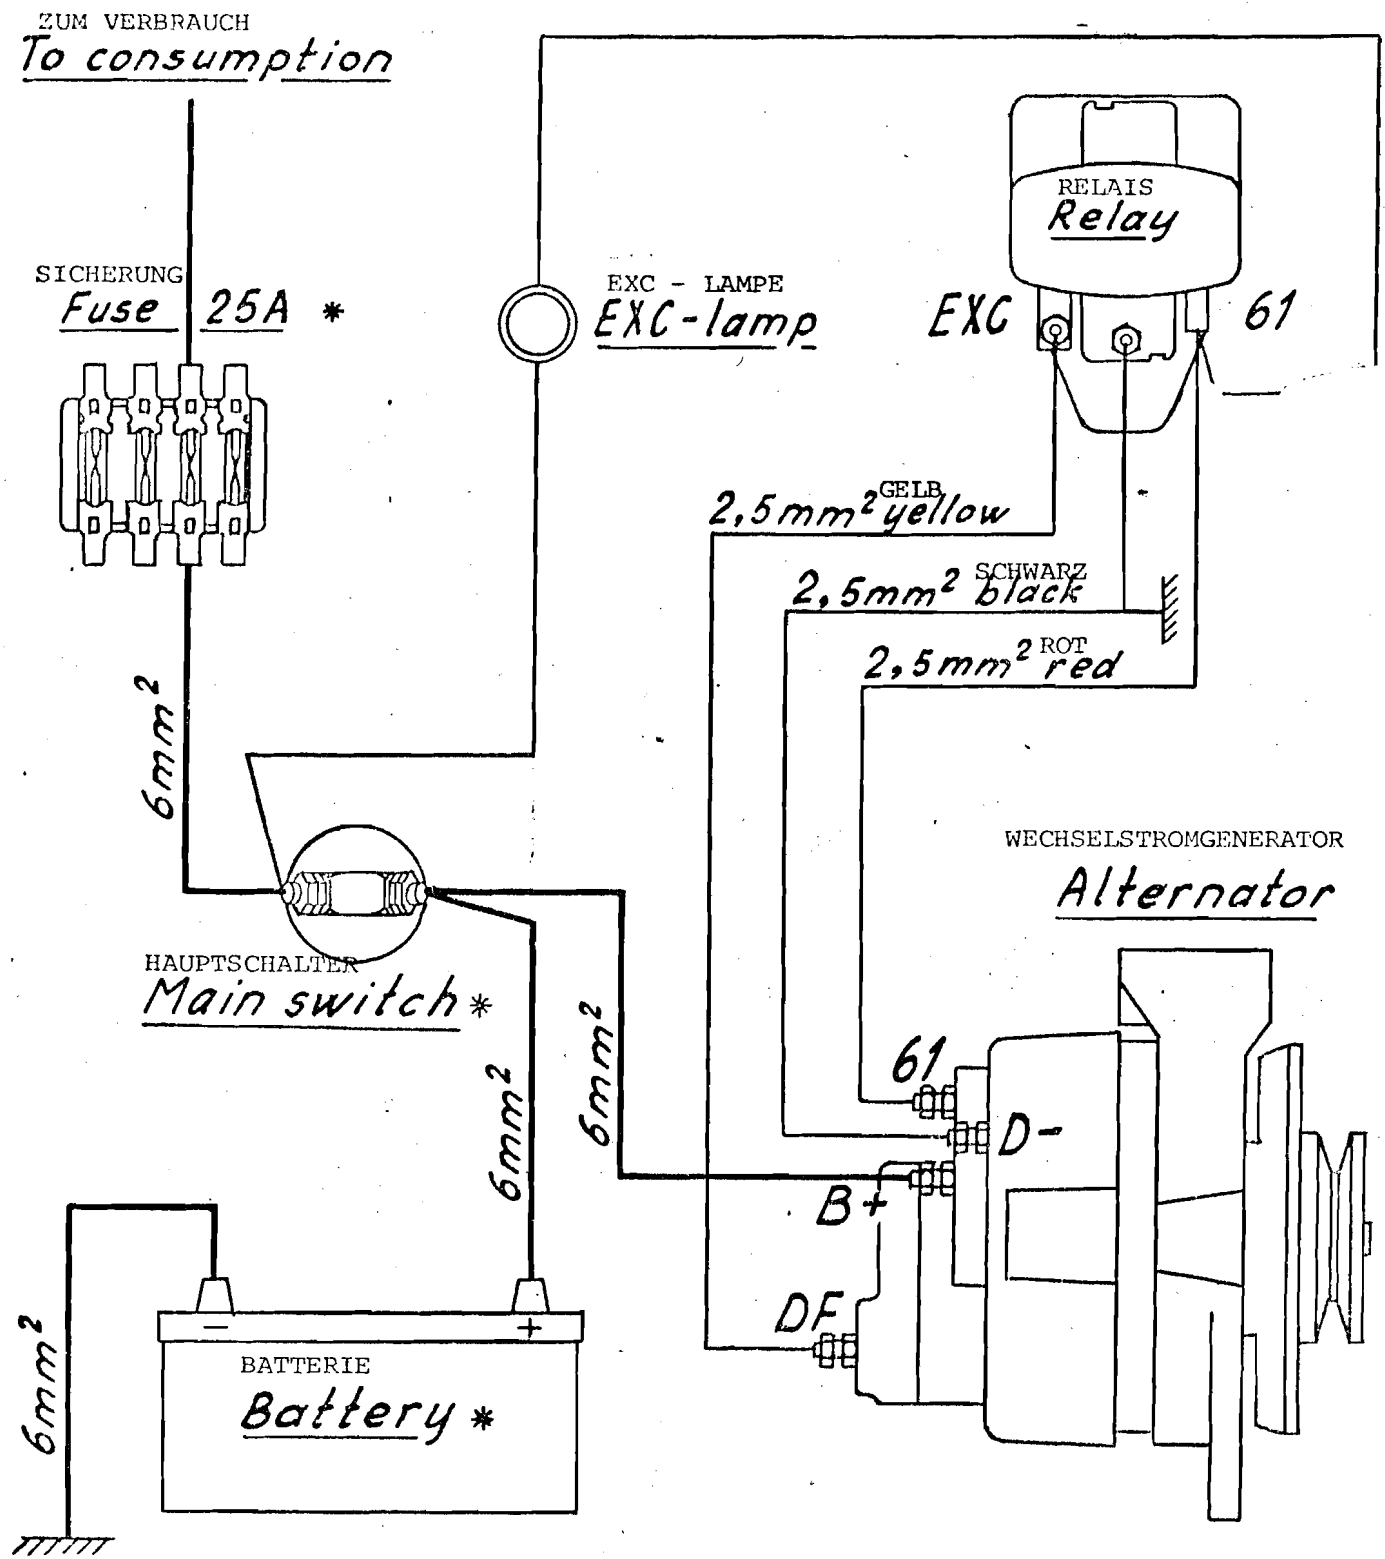 ZUM VERBRAUCH
To consumption
SICHERUNG
Fuse 25A *
EXC - LAMPE
EXC-lamp
RELAIS
Relay
EXC
61
2,5mm² GELB yellow
2,5mm² SCHWARZ black
2,5mm² ROT red
6mm²
WECHSELSTROMGENERATOR
Alternator
HAUPTSCHALTER
Main switch *
6mm²
6mm²
61
D-
B+
DF
6mm²
- +
BATTERIE
Battery *